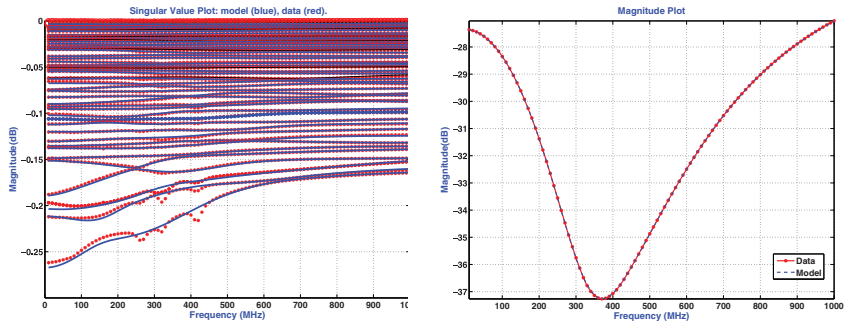 Singular Value Plot: model (blue), data (red).
Magnitude (dB)
0
−0.05
−0.1
−0.15
−0.2
−0.25
0 100 200 300 400 500 600 700 800 900
Frequency (MHz)
Magnitude Plot
Magnitude (dB)
−28
−29
−30
−31
−32
−33
−34
−35
−36
−37
100 200 300 400 500 600 700 800 900 1000
Frequency (MHz)
Data
Model